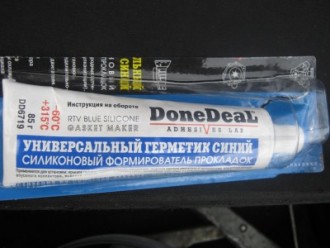 -60°C
+315°C
85 г
DD6719
Инструкция на обороте
RTV BLUE SILICONE
GASKET MAKER
DONEDEAL
ADHESIVES LAB
УНИВЕРСАЛЬНЫЙ ГЕРМЕТИК СИНИЙ
СИЛИКОНОВЫЙ ФОРМИРОВАТЕЛЬ ПРОКЛАДОК